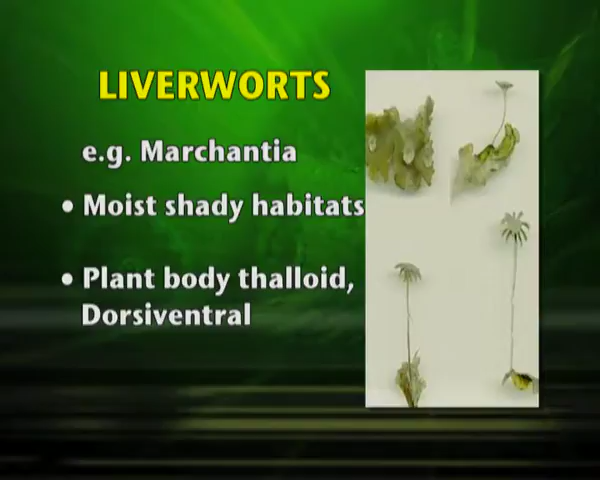 LIVERWORTS
e.g. Marchantia
• Moist shady habitats
• Plant body thalloid,
Dorsiventral